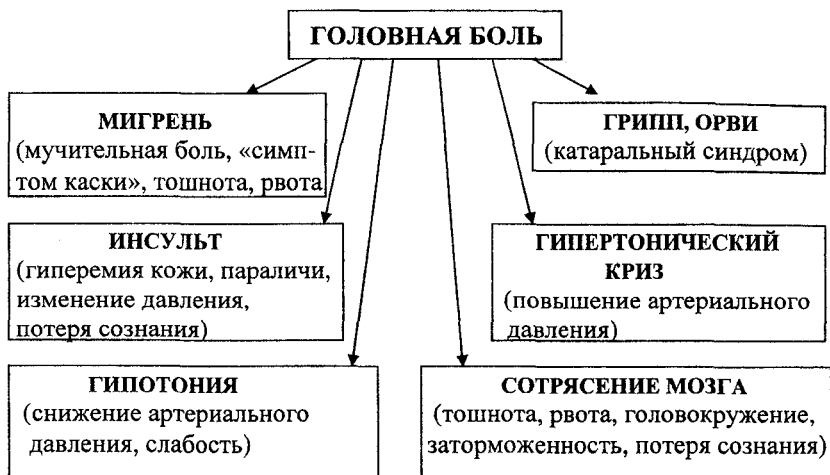 ГОЛОВНАЯ БОЛЬ
МИГРЕНЬ
(мучительная боль, «симп-
том каски», тошнота, рвота
ГРИПП, ОРВИ
(катаральный синдром)
ИНСУЛЬТ
(гиперемия кожи, параличи,
изменение давления,
потеря сознания)
ГИПЕРТОНИЧЕСКИЙ
КРИЗ
(повышение артериального
давления)
ГИПОТОНИЯ
(снижение артериального
давления, слабость)
СОТРЯСЕНИЕ МОЗГА
(тошнота, рвота, головокружение,
заторможенность, потеря сознания)